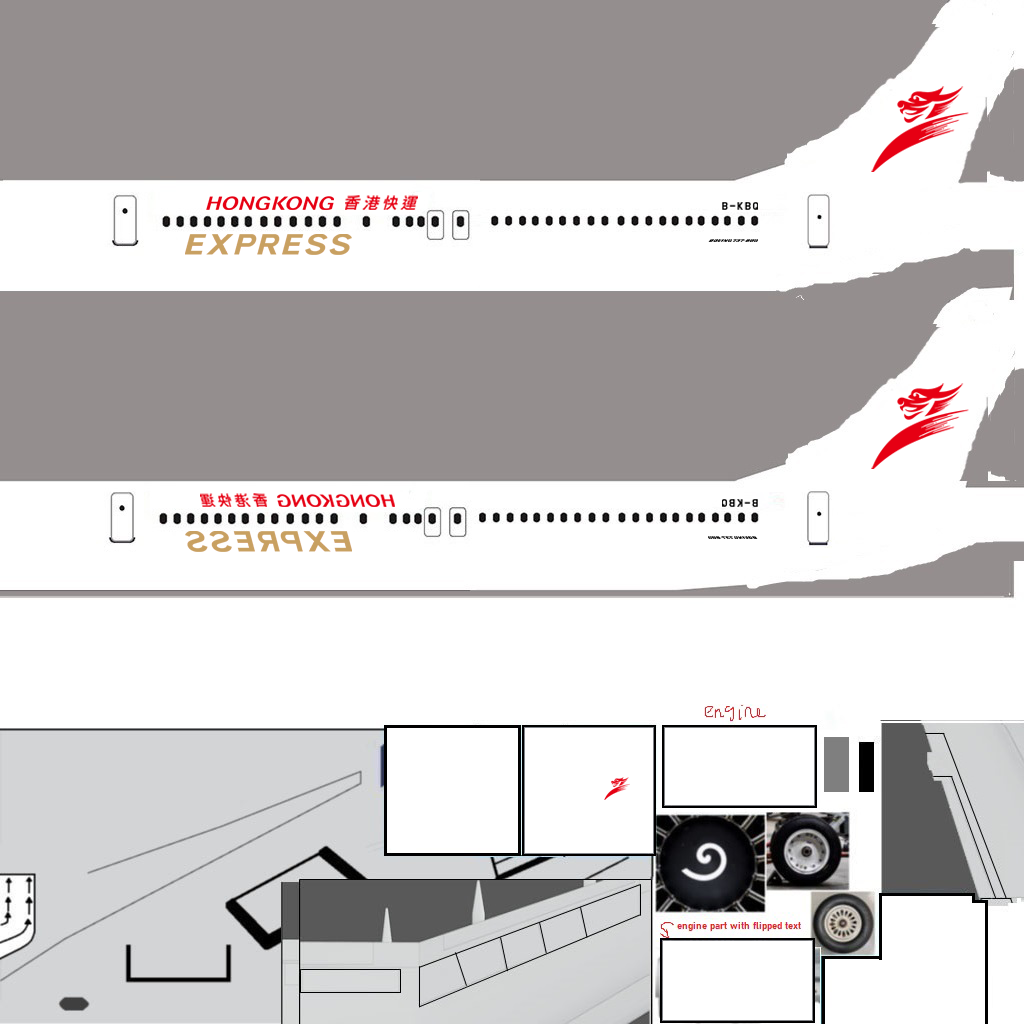 HONGKONG 香港快運
B-KBQ
EXPRESS
BOEING 737-800
HONGKONG 香港快運
B-KBQ
EXPRESS
BOEING 737-800
engine
engine part with flipped text